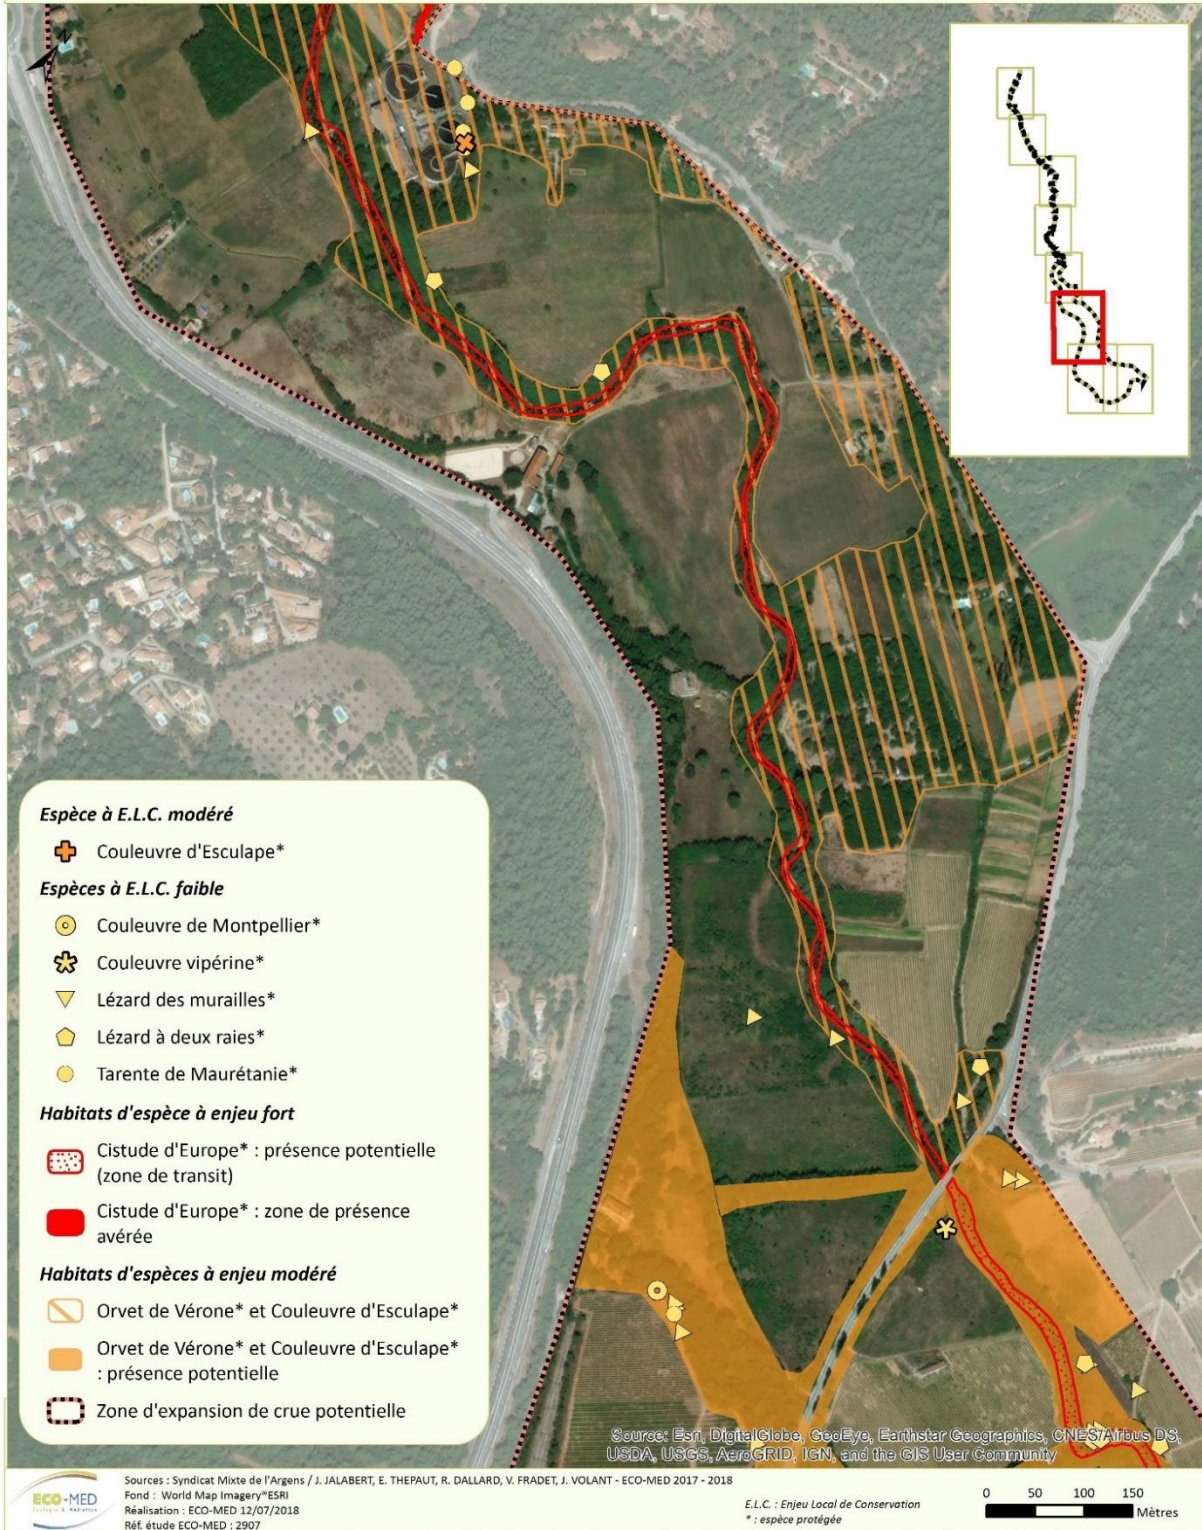 N
Espèce à E.L.C. modéré
Couleuvre d'Esculape*
Espèces à E.L.C. faible
Couleuvre de Montpellier*
Couleuvre vipérine*
Lézard des murailles*
Lézard à deux raies*
Tarente de Maurétanie*
Habitats d'espèce à enjeu fort
Cistude d'Europe* : présence potentielle
(zone de transit)
Cistude d'Europe* : zone de présence
avérée
Habitats d'espèces à enjeu modéré
Orvet de Vérone* et Couleuvre d'Esculape*
Orvet de Vérone* et Couleuvre d'Esculape*
: présence potentielle
Zone d'expansion de crue potentielle
Source: Esri, DigitalGlobe, GeoEye, Earthstar Geographics, CNES/Airbus DS,
USDA, USGS, AeroGRID, IGN, and the GIS User Community
ECO-MED
Ecologie & Médiation
Sources : Syndicat Mixte de l'Argens / J. JALABERT, E. THEPAUT, R. DALLARD, V. FRADET, J. VOLANT - ECO-MED 2017 - 2018
Fond : World Map Imagery"ESRI
Réalisation : ECO-MED 12/07/2018
Réf. étude ECO-MED : 2907
E.L.C. : Enjeu Local de Conservation
* : espèce protégée
0 50 100 150
Mètres